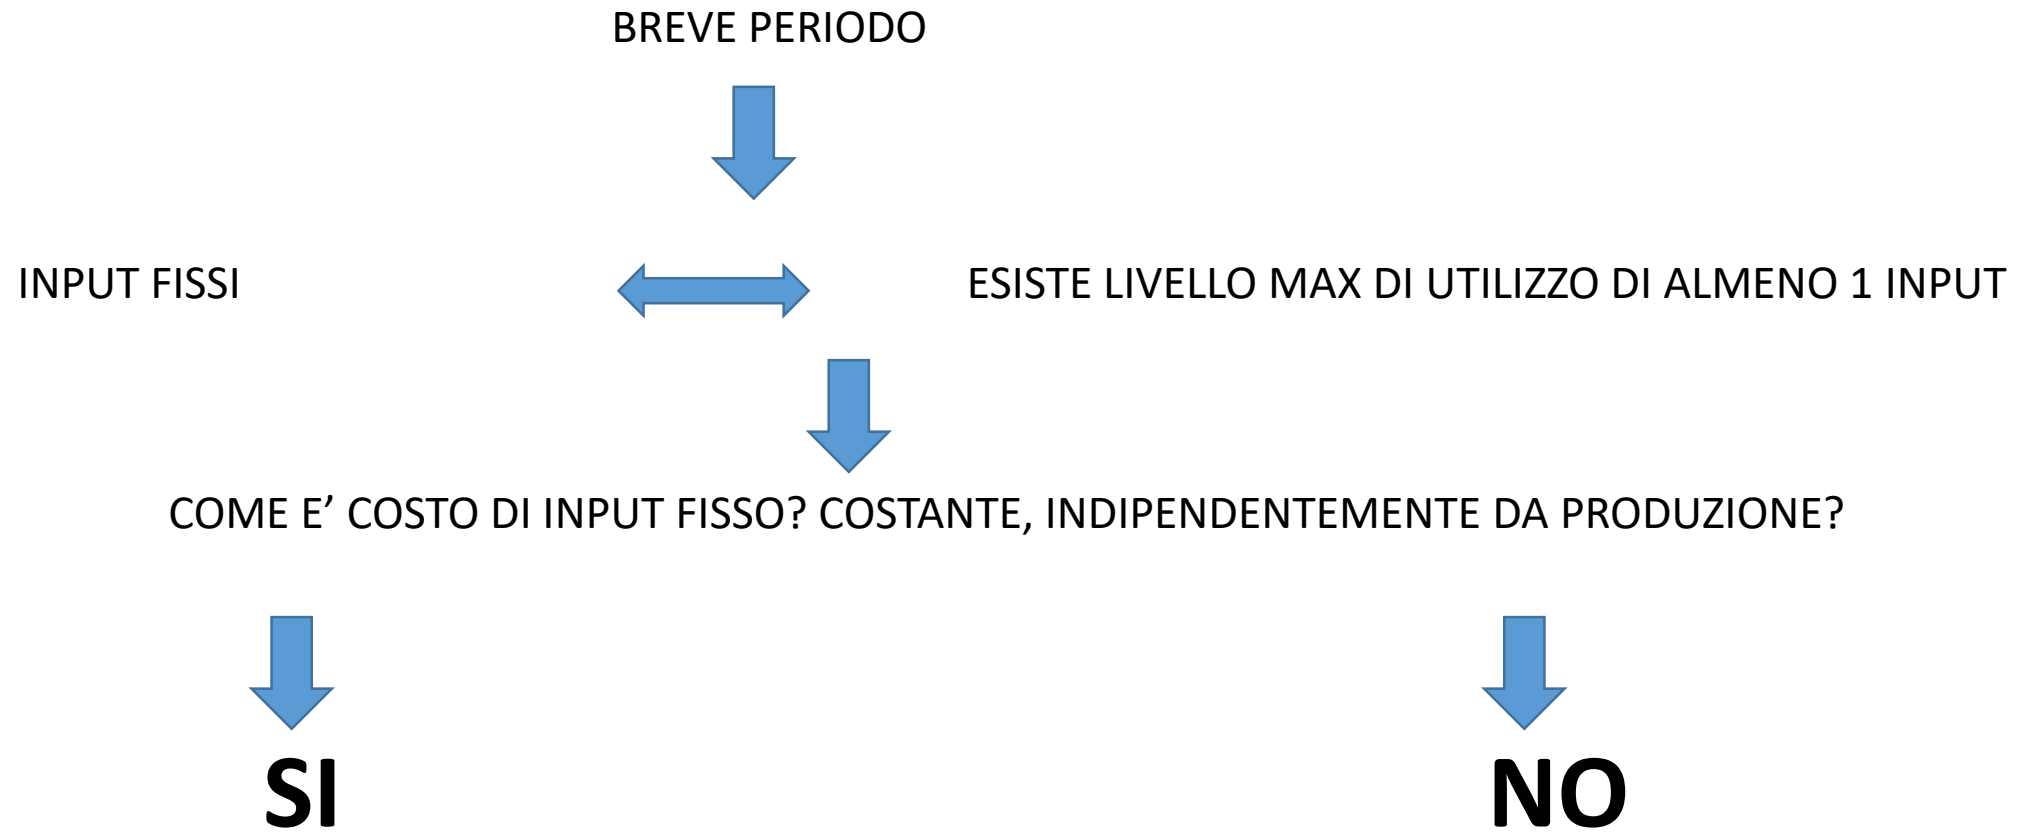 BREVE PERIODO
INPUT FISSI
ESISTE LIVELLO MAX DI UTILIZZO DI ALMENO 1 INPUT
COME E’ COSTO DI INPUT FISSO? COSTANTE, INDIPENDENTEMENTE DA PRODUZIONE?
SI
NO